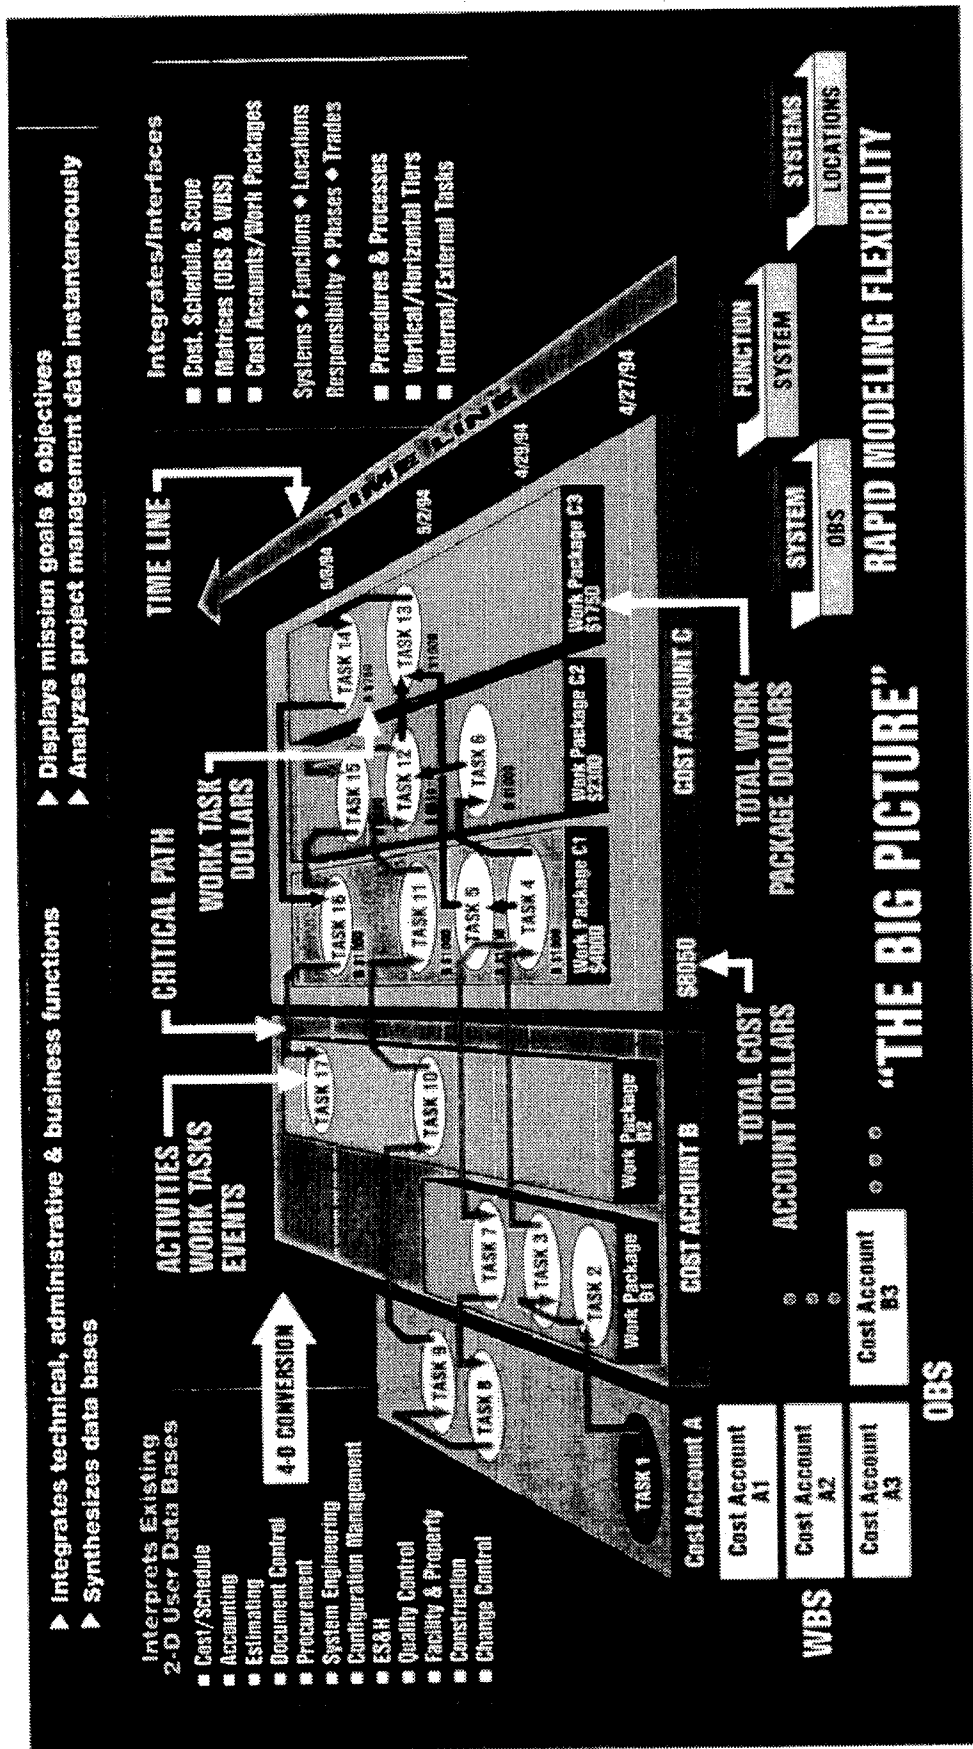 ▶ Integrates technical, administrative & business functions
▶ Synthesizes data bases
▶ Displays mission goals & objectives
▶ Analyzes project management data instantaneously
Interprets Existing
2-D User Data Bases
■ Cost/Schedule
■ Accounting
■ Estimating
■ Document Control
■ Procurement
■ System Engineering
■ Configuration Management
■ ES&H
■ Quality Control
■ Facility & Property
■ Construction
■ Change Control
4-D CONVERSION
ACTIVITIES
WORK TASKS
EVENTS
CRITICAL PATH
WORK TASK
DOLLARS
TIME LINE
Integrates/Interfaces
■ Cost, Schedule, Scope
■ Matrices (OBS & WBS)
■ Cost Accounts/Work Packages
Systems ◆ Functions ◆ Locations
Responsibility ◆ Phases ◆ Trades
■ Procedures & Processes
■ Vertical/Horizontal Tiers
■ Internal/External Tasks
TIME LINE
5/2/94
4/29/94
4/27/94
TASK 17
TASK 16
TASK 15
TASK 14
TASK 9
TASK 10
TASK 11
TASK 12
TASK 13
TASK 8
TASK 7
TASK 5
TASK 6
TASK 3
TASK 4
TASK 2
TASK 1
Work Package
B1
Work Package
B2
Work Package C1
$4000
Work Package C2
Work Package C3
$1750
Cost Account A
COST ACCOUNT B
COST ACCOUNT C
TOTAL COST
ACCOUNT DOLLARS
TOTAL WORK
PACKAGE DOLLARS
WBS
Cost Account
A1
Cost Account
A2
Cost Account
A3
Cost Account
B3
OBS
"THE BIG PICTURE"
SYSTEM
OBS
FUNCTION
SYSTEM
SYSTEMS
LOCATIONS
RAPID MODELING FLEXIBILITY